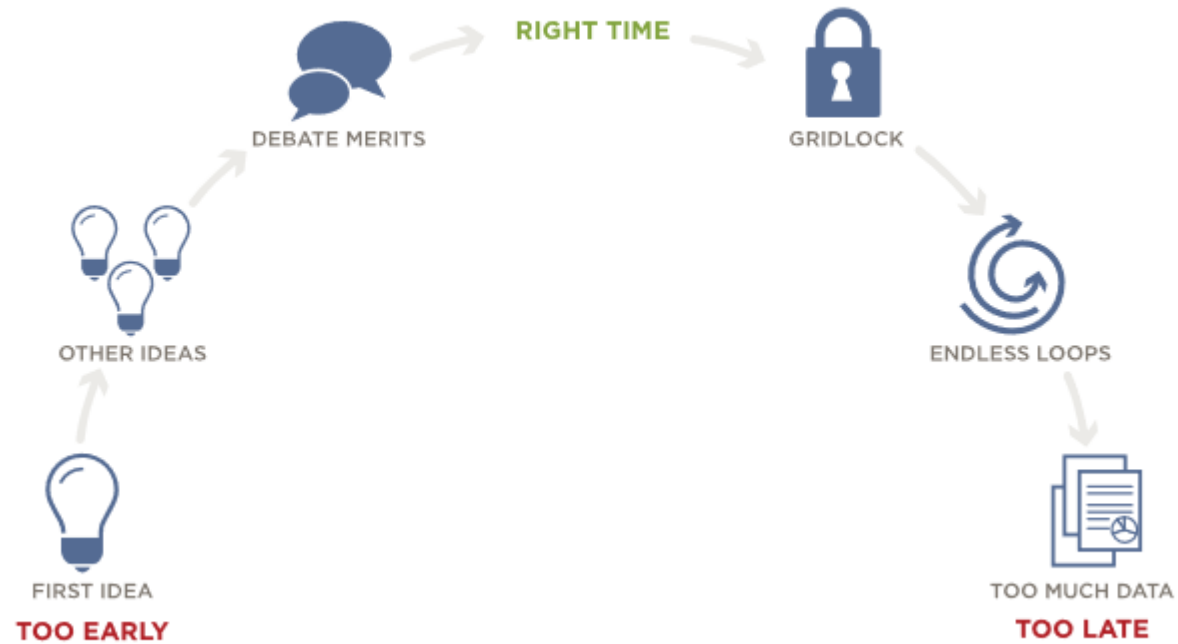 FIRST IDEA
TOO EARLY
OTHER IDEAS
DEBATE MERITS
RIGHT TIME
GRIDLOCK
ENDLESS LOOPS
TOO MUCH DATA
TOO LATE